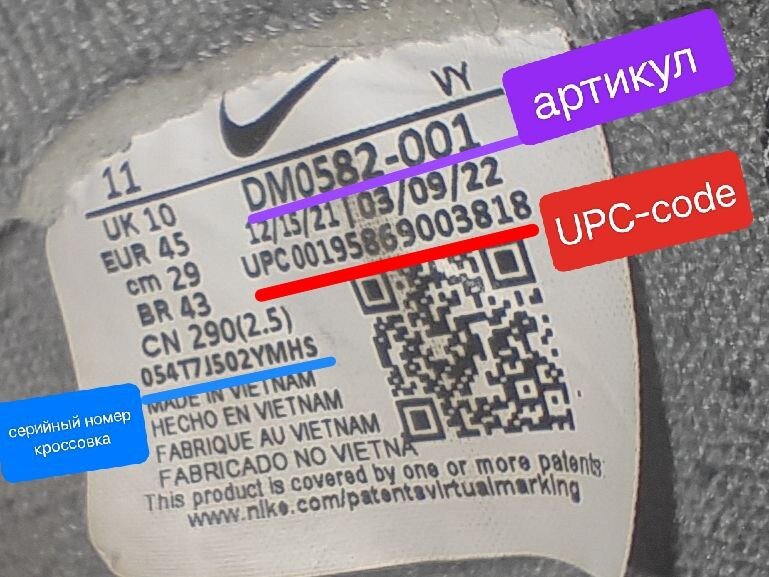 VY
артикул
11
DM0582-001
UK 10
12/15/21 | 03/09/22
EUR 45
UPC 00195869003818
UPC-code
cm 29
BR 43
CN 290(2.5)
054T7J502YMHS
серийный номер
кроссовка
MADE IN VIETNAM
HECHO EN VIETNAM
FABRIQUE AU VIETNAM
FABRICADO NO VIETNA
This product is covered by one or more patents:
www.nike.com/patentsvirtualmarking